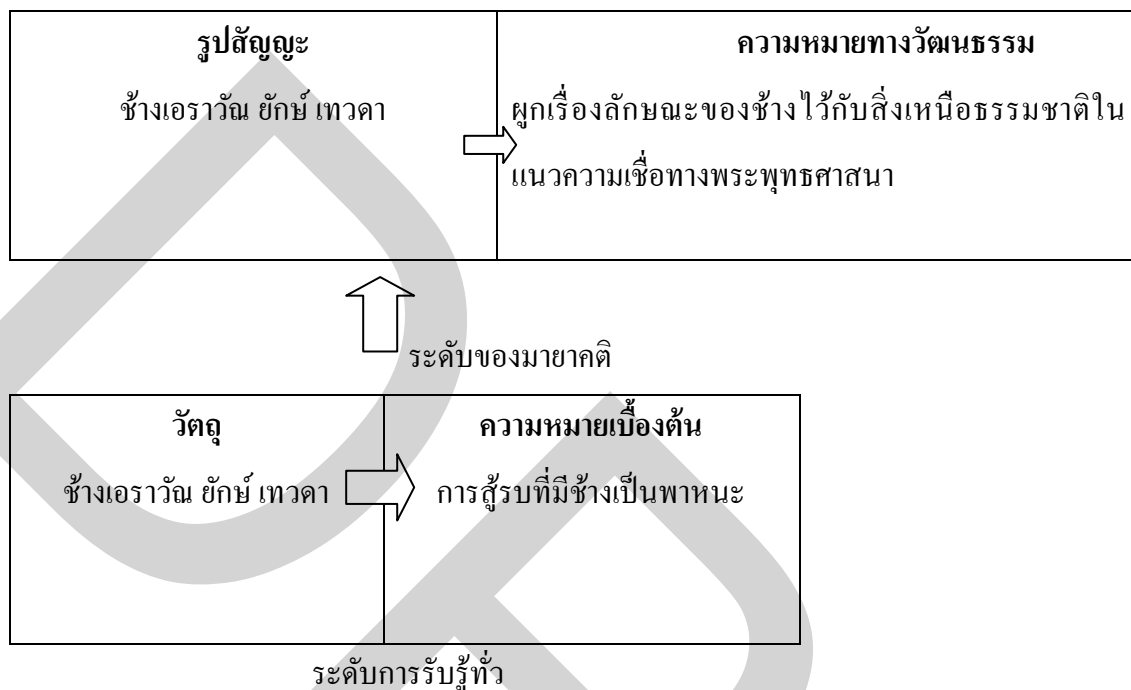 รูปสัญญะ
ช้างเอราวัณ ยักษ์ เทวดา
ความหมายทางวัฒนธรรม
ผูกเรื่องลักษณะของช้างไว้กับสิ่งเหนือธรรมชาติใน
แนวความเชื่อทางพระพุทธศาสนา
ระดับของมายาคติ
วัตถุ
ช้างเอราวัณ ยักษ์ เทวดา
ความหมายเบื้องต้น
การสู้รบที่มีช้างเป็นพาหนะ
ระดับการรับรู้ทั่ว